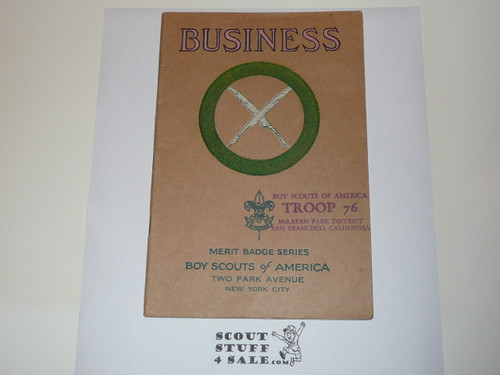 BUSINESS
BOY SCOUTS OF AMERICA
TROOP 76
McLAREN PARK DISTRICT
SAN FRANCISCO, CALIFORNIA
MERIT BADGE SERIES
BOY SCOUTS of AMERICA
TWO PARK AVENUE
NEW YORK CITY
SCOUT
STUFF
4 SALE.COM